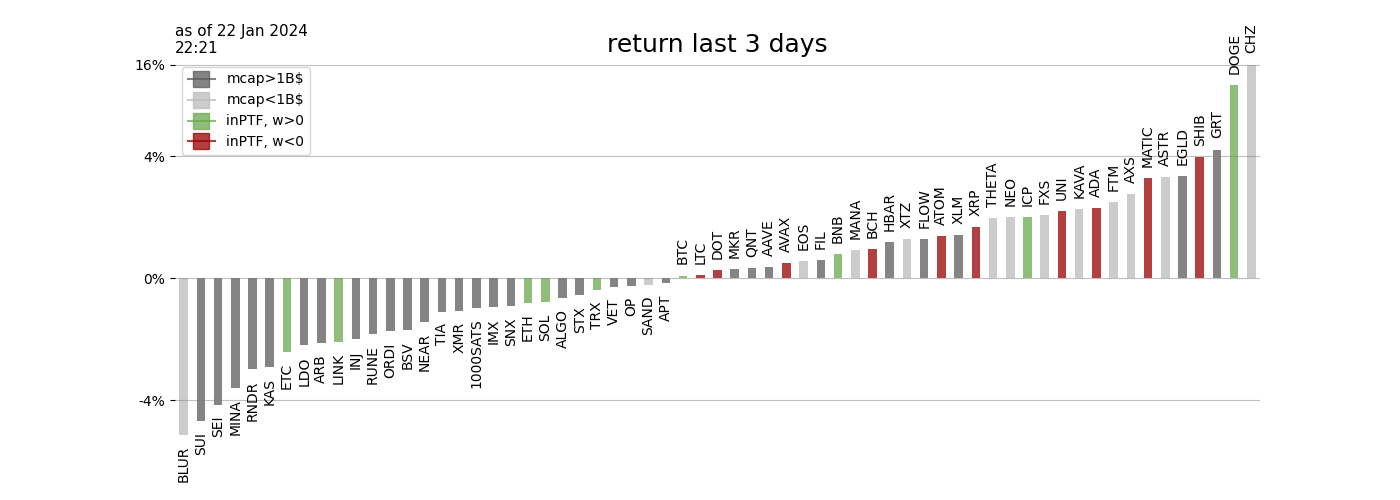 as of 22 Jan 2024
22:21
return last 3 days
16%
4%
0%
-4%
mcap>1B$
mcap<1B$
inPTF, w>0
inPTF, w<0
BLUR
SUI
SEI
MINA
RNDR
KAS
ETC
LDO
ARB
LINK
INJ
RUNE
ORDI
BSV
NEAR
TIA
XMR
1000SATS
IMX
SNX
ETH
SOL
ALGO
STX
TRX
VET
OP
SAND
APT
BTC
LTC
DOT
MKR
QNT
AAVE
AVAX
EOS
FIL
BNB
MANA
BCH
HBAR
XTZ
FLOW
ATOM
XLM
XRP
THETA
NEO
ICP
FXS
UNI
KAVA
ADA
FTM
AXS
MATIC
ASTR
EGLD
SHIB
GRT
DOGE
CHZ